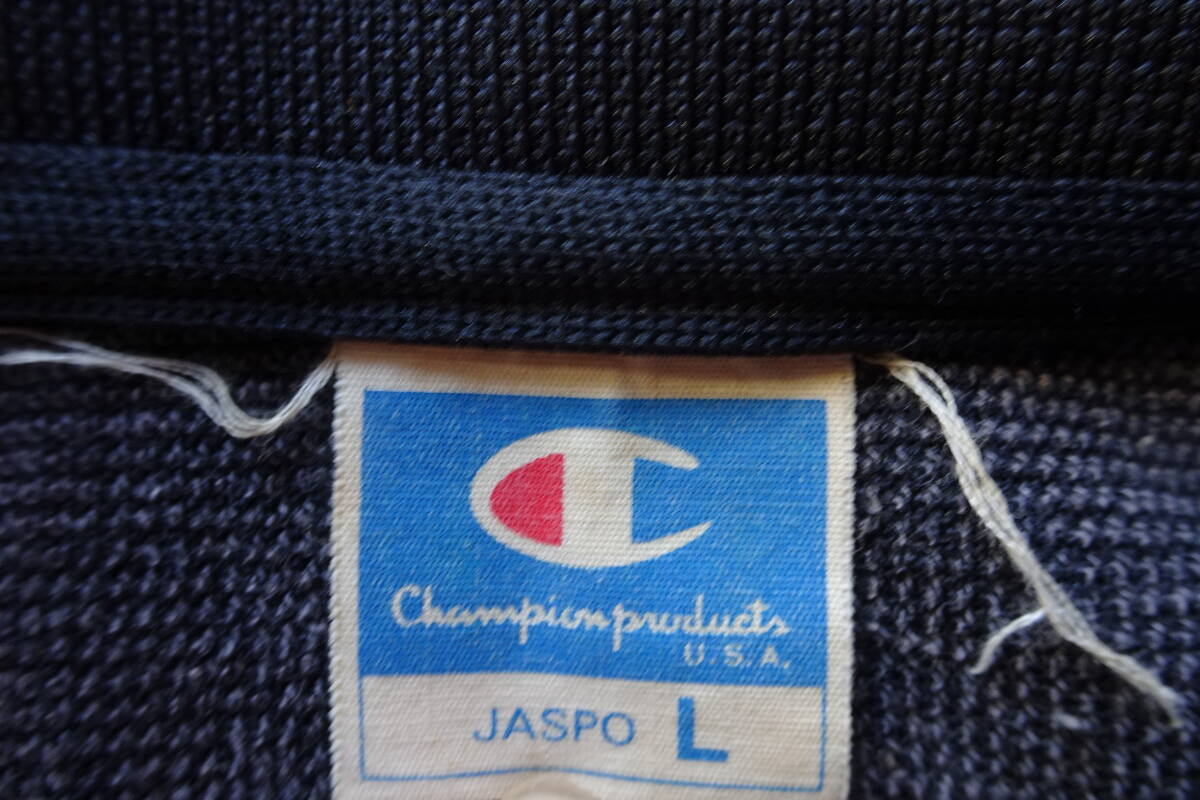 Champion products
U.S.A.
JASPO L